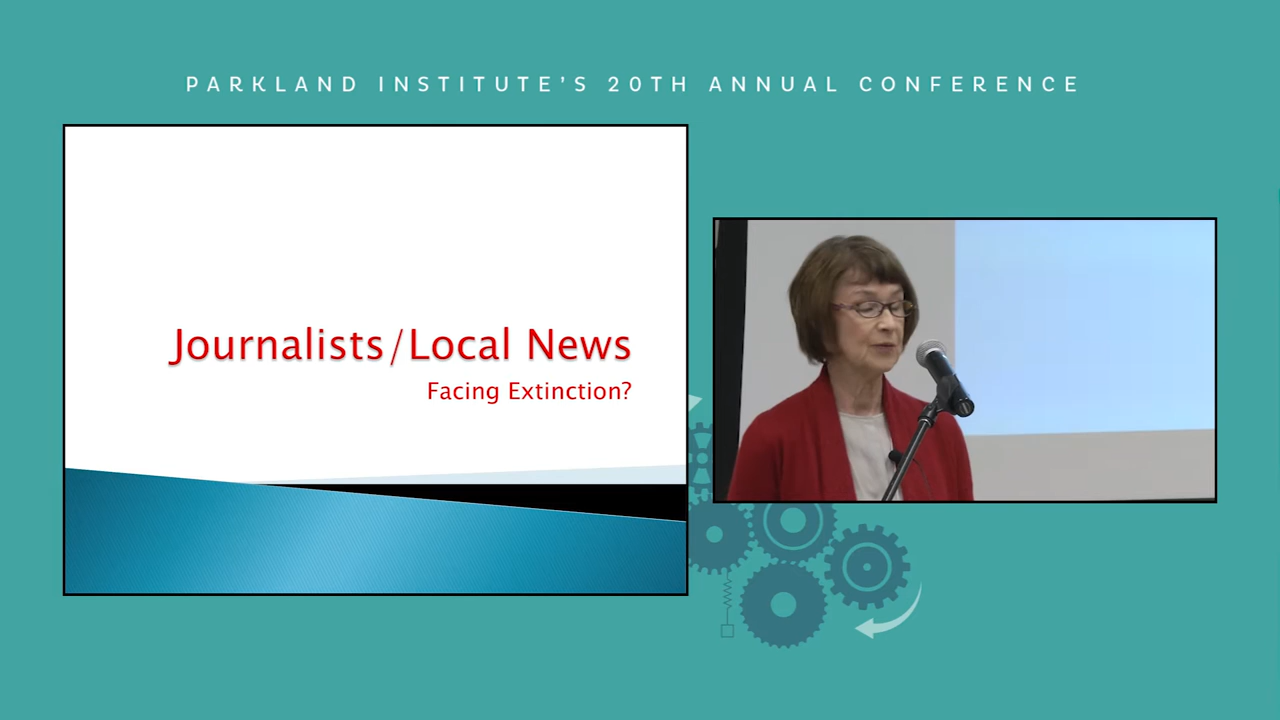 PARKLAND INSTITUTE'S 20TH ANNUAL CONFERENCE
Journalists/Local News
Facing Extinction?